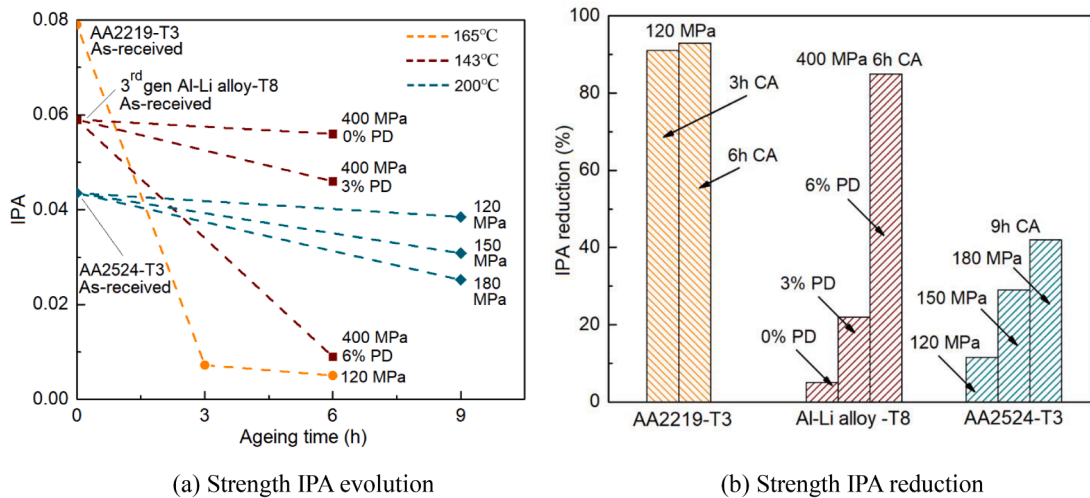 0.08
0.06
0.04
0.02
0.00
IPA
0
3
6
9
Ageing time (h)
AA2219-T3
As-received
3rd gen Al-Li alloy-T8
As-received
AA2524-T3
As-received
165℃
143℃
200℃
400 MPa
0% PD
400 MPa
3% PD
120
MPa
150
MPa
180
MPa
400 MPa
6% PD
120 MPa
(a) Strength IPA evolution
100
80
60
40
20
0
IPA reduction (%)
120 MPa
3h CA
6h CA
400 MPa 6h CA
6% PD
3% PD
0% PD
9h CA
180 MPa
150 MPa
120 MPa
AA2219-T3
Al-Li alloy -T8
AA2524-T3
(b) Strength IPA reduction